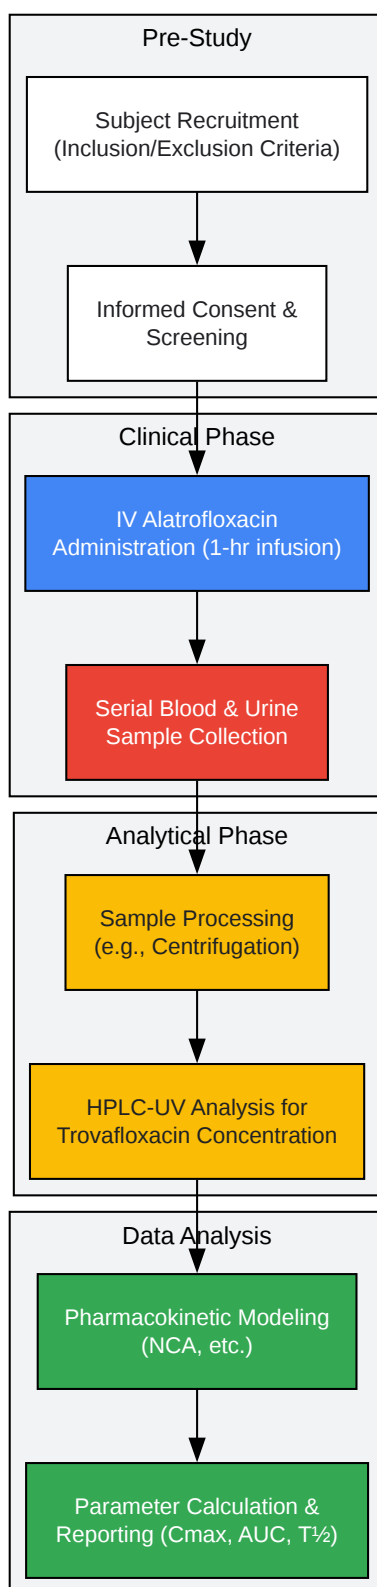 Pre-Study
Subject Recruitment
(Inclusion/Exclusion Criteria)
Informed Consent &
Screening
Clinical Phase
IV Alatrofloxacin
Administration (1-hr infusion)
Serial Blood & Urine
Sample Collection
Analytical Phase
Sample Processing
(e.g., Centrifugation)
HPLC-UV Analysis for
Trovafloxacin Concentration
Data Analysis
Pharmacokinetic Modeling
(NCA, etc.)
Parameter Calculation &
Reporting (Cmax, AUC, T½)